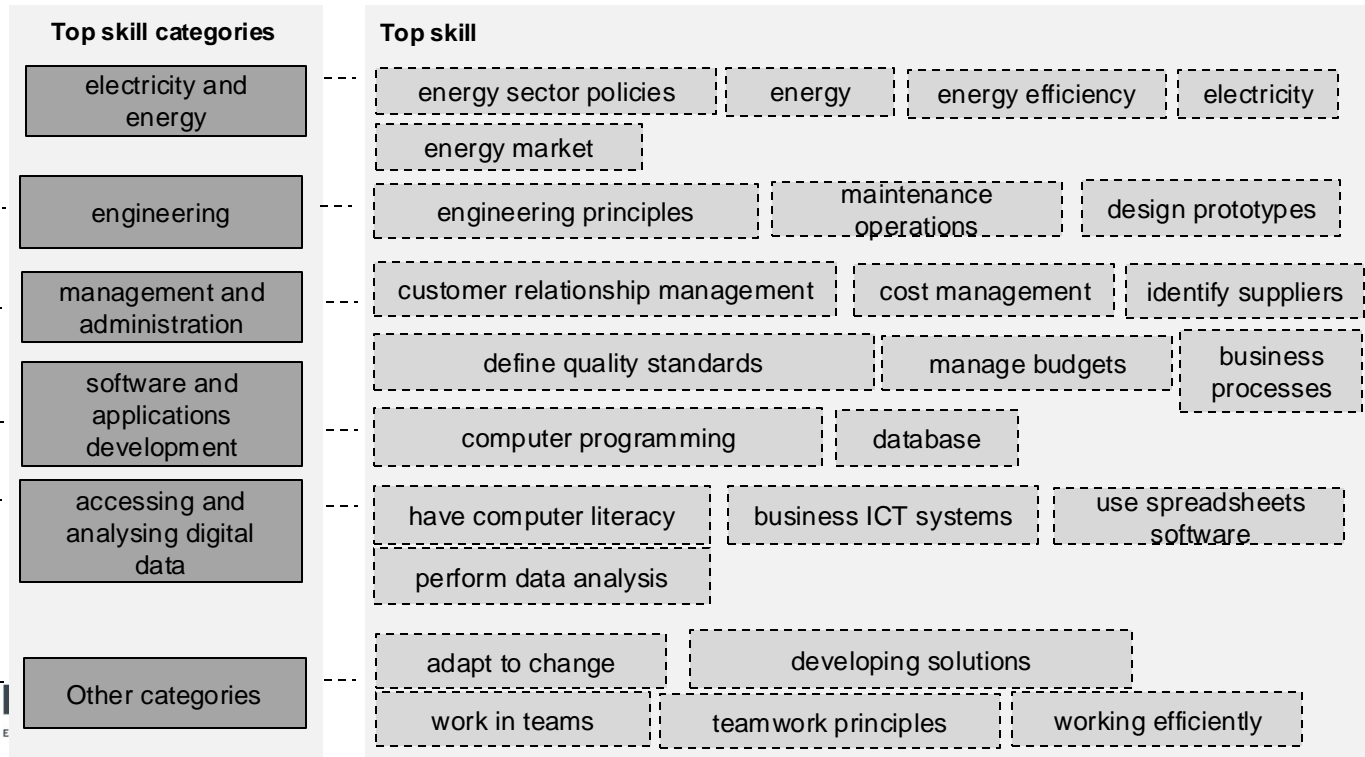 Top skill categories
Top skill
electricity and
energy
energy sector policies
energy
energy efficiency
electricity
energy market
engineering
engineering principles
maintenance
operations
design prototypes
management and
administration
customer relationship management
cost management
identify suppliers
define quality standards
manage budgets
business
processes
software and
applications
development
computer programming
database
accessing and
analysing digital
data
have computer literacy
business ICT systems
use spreadsheets
software
perform data analysis
Other categories
adapt to change
developing solutions
work in teams
teamwork principles
working efficiently